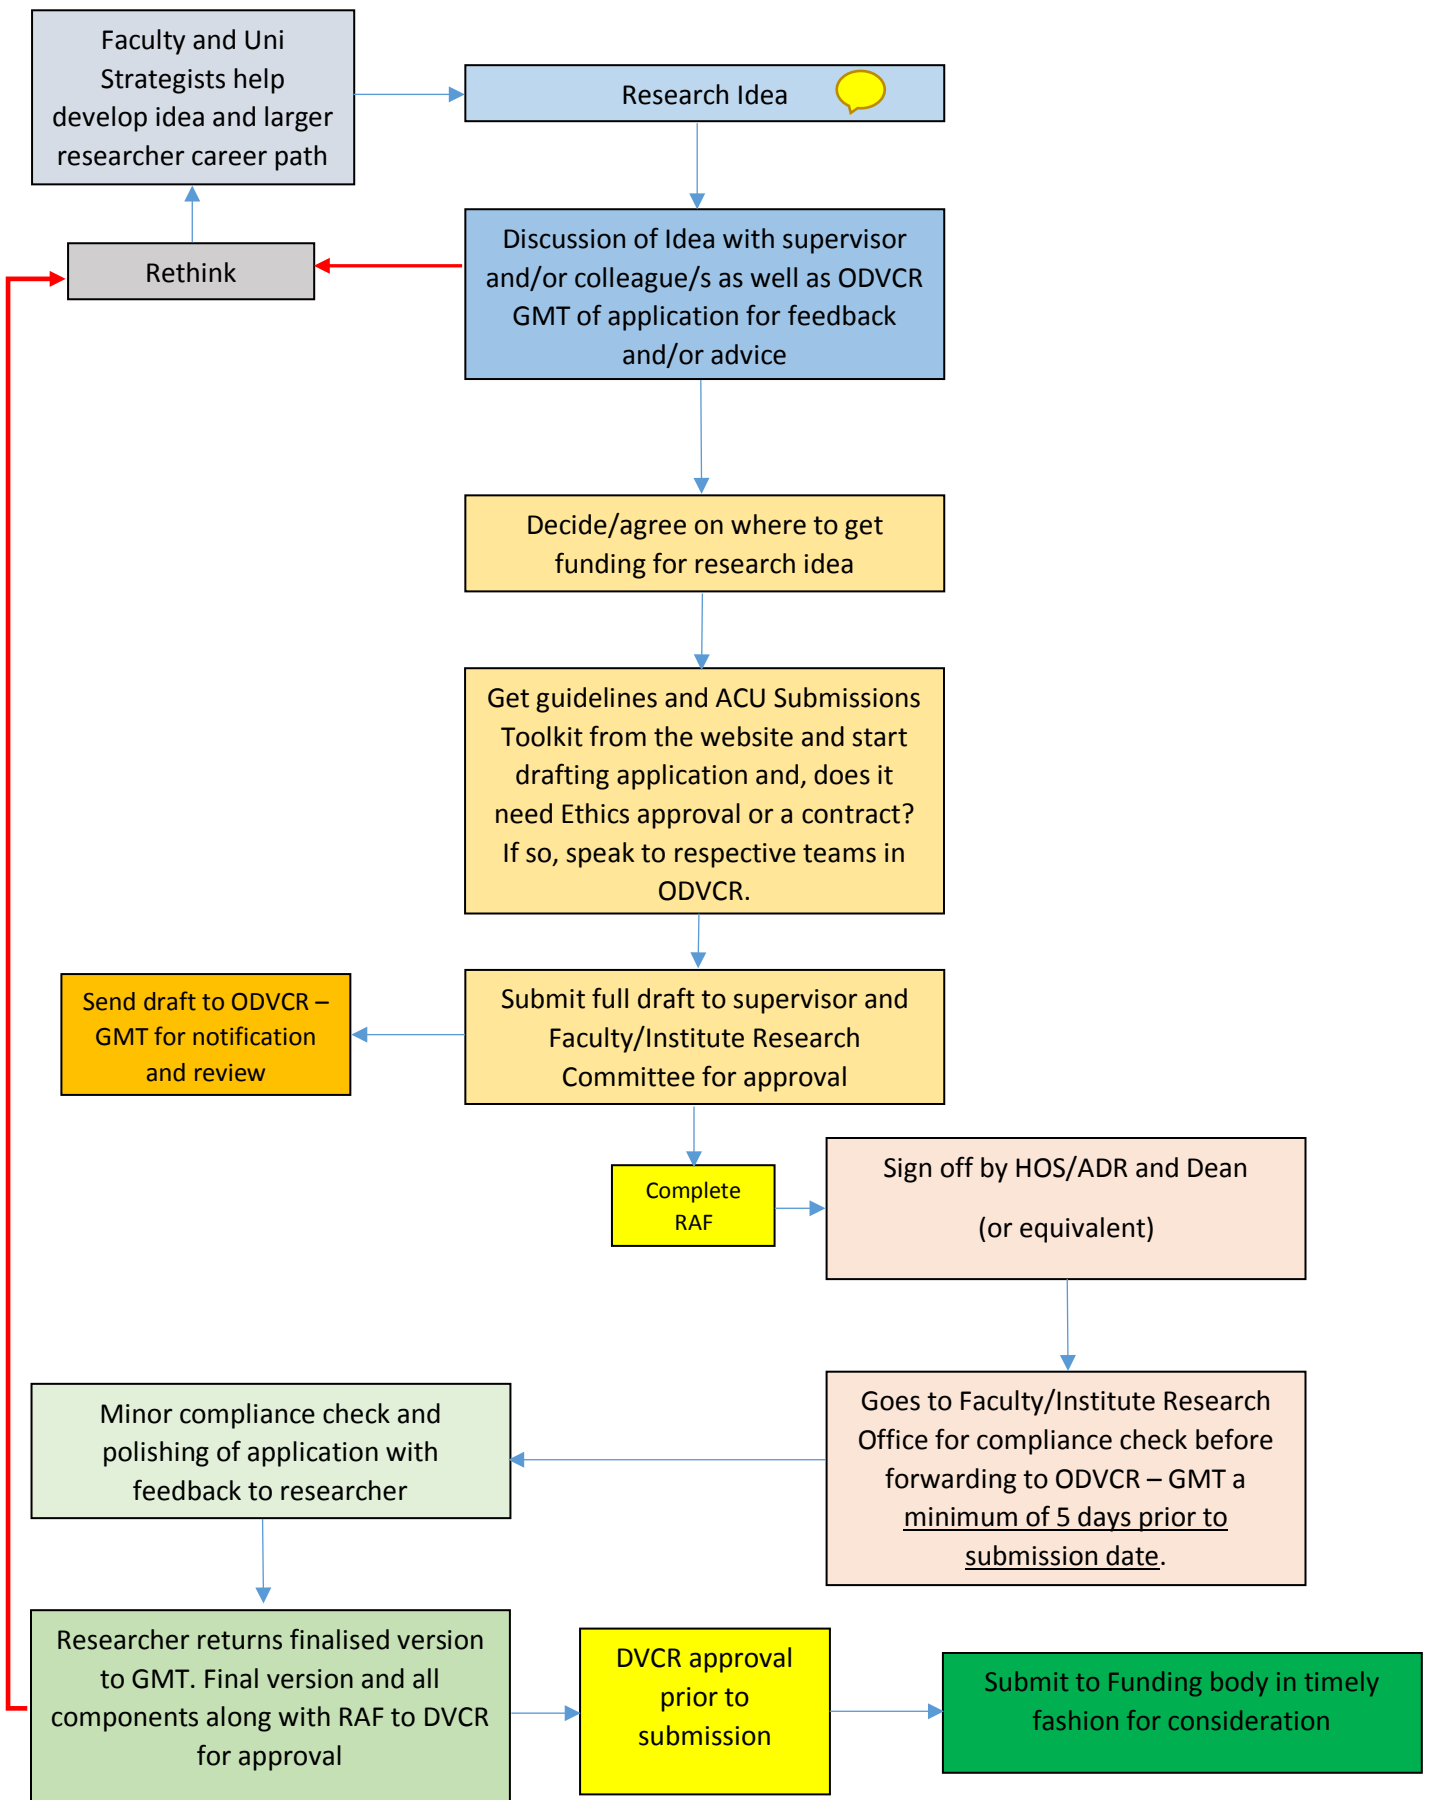 Faculty and Uni
Strategists help
develop idea and larger
researcher career path
Research Idea
Discussion of Idea with supervisor
and/or colleague/s as well as ODVCR
GMT of application for feedback
and/or advice
Rethink
Decide/agree on where to get
funding for research idea
Get guidelines and ACU Submissions
Toolkit from the website and start
drafting application and, does it
need Ethics approval or a contract?
If so, speak to respective teams in
ODVCR.
Submit full draft to supervisor and
Faculty/Institute Research
Committee for approval
Send draft to ODVCR –
GMT for notification
and review
Complete
RAF
Sign off by HOS/ADR and Dean
(or equivalent)
Goes to Faculty/Institute Research
Office for compliance check before
forwarding to ODVCR – GMT a
minimum of 5 days prior to
submission date.
Minor compliance check and
polishing of application with
feedback to researcher
Researcher returns finalised version
to GMT. Final version and all
components along with RAF to DVCR
for approval
DVCR approval
prior to
submission
Submit to Funding body in timely
fashion for consideration